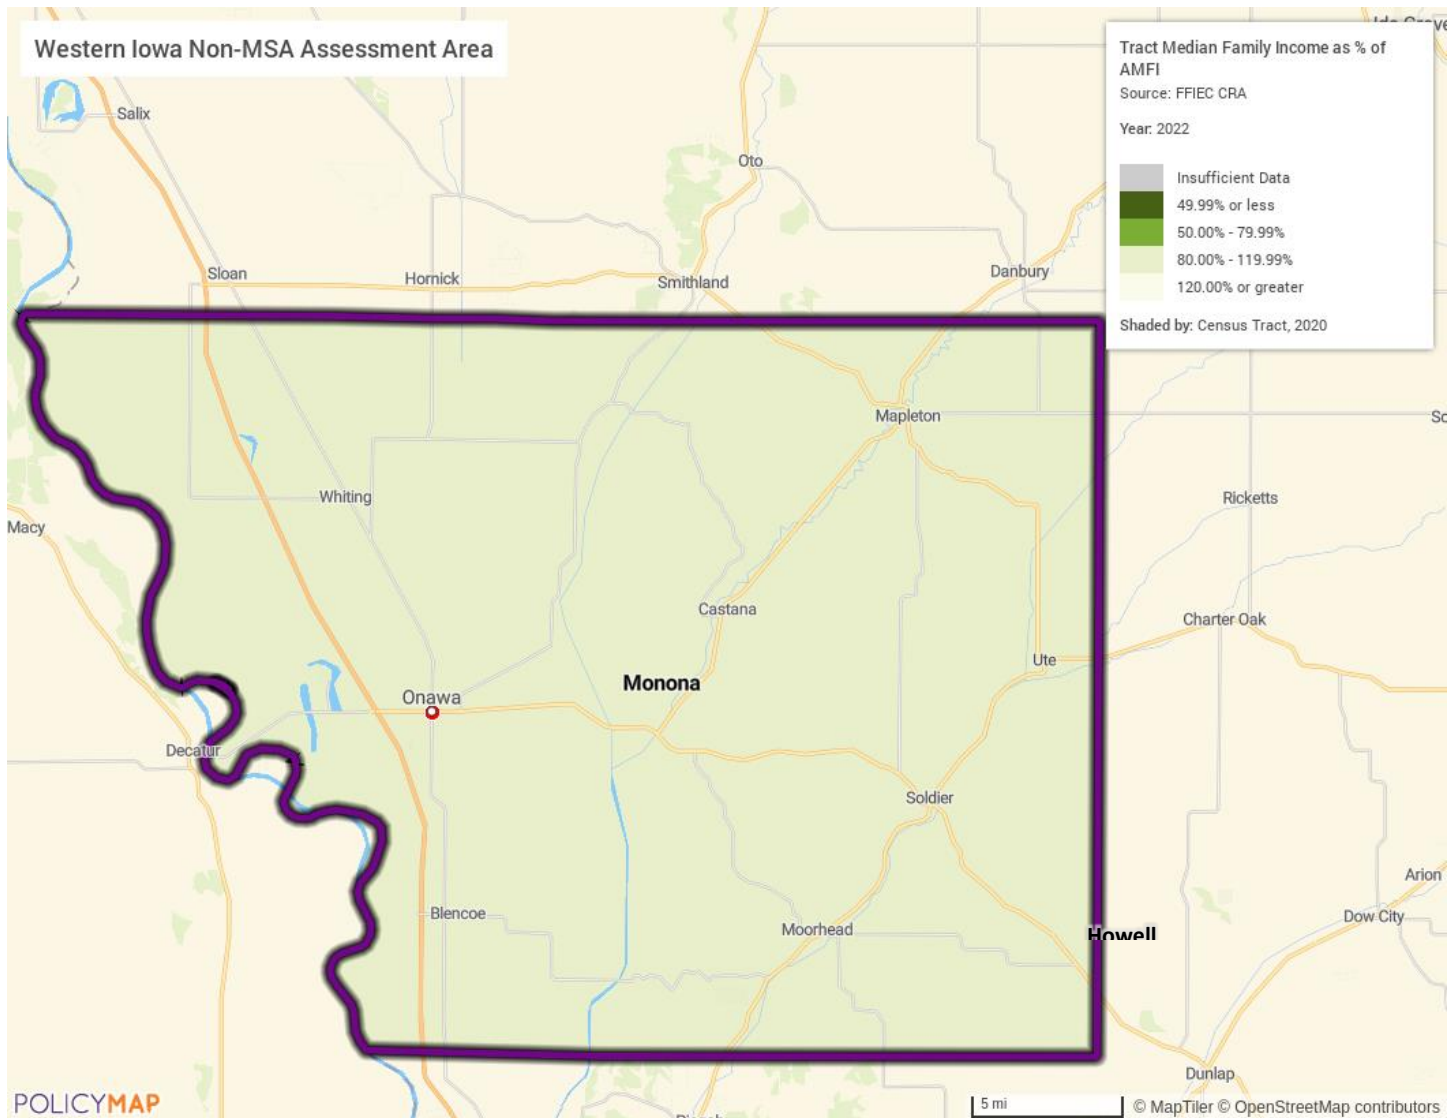 Ida Grove
Western Iowa Non-MSA Assessment Area
Tract Median Family Income as % of
AMFI
Source: FFIEC CRA
Year: 2022
Insufficient Data
49.99% or less
50.00% - 79.99%
80.00% - 119.99%
120.00% or greater
Shaded by: Census Tract, 2020
Salix
Oto
Sloan
Hornick
Smithland
Danbury
Mapleton
Sc
Whiting
Ricketts
Macy
Castana
Charter Oak
Ute
Monona
Onawa
Decatur
Soldier
Arion
Blencoe
Dow City
Moorhead
Howell
Dunlap
POLICYMAP
5 mi
© MapTiler © OpenStreetMap contributors